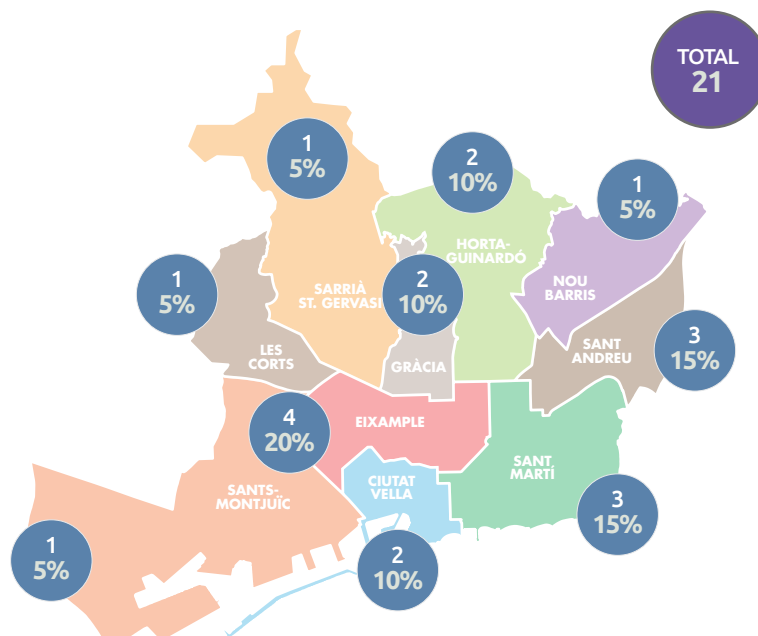 TOTAL
21
1
5%
2
10%
1
5%
HORTA-
GUINARDÓ
1
5%
SARRIÀ
ST. GERVASI
2
10%
NOU
BARRIS
LES
CORTS
GRÀCIA
SANT
ANDREU
3
15%
4
20%
EIXAMPLE
SANTS-
MONTJUÏC
CIUTAT
VELLA
SANT
MARTÍ
3
15%
1
5%
2
10%